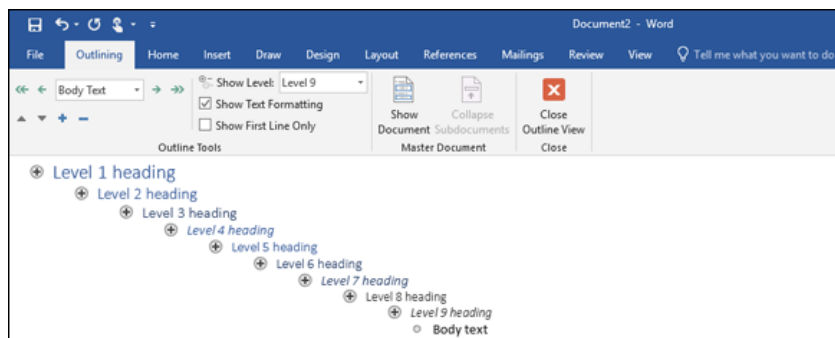 Document2 - Word
File Outlining Home Insert Draw Design Layout References Mailings Review View Tell me what you want to do
Body Text
Show Level: Level 9
Show Text Formatting
Show First Line Only
Outline Tools
Show Document
Collapse Subdocuments
Master Document
Close Outline View
Close
Level 1 heading
Level 2 heading
Level 3 heading
Level 4 heading
Level 5 heading
Level 6 heading
Level 7 heading
Level 8 heading
Level 9 heading
Body text